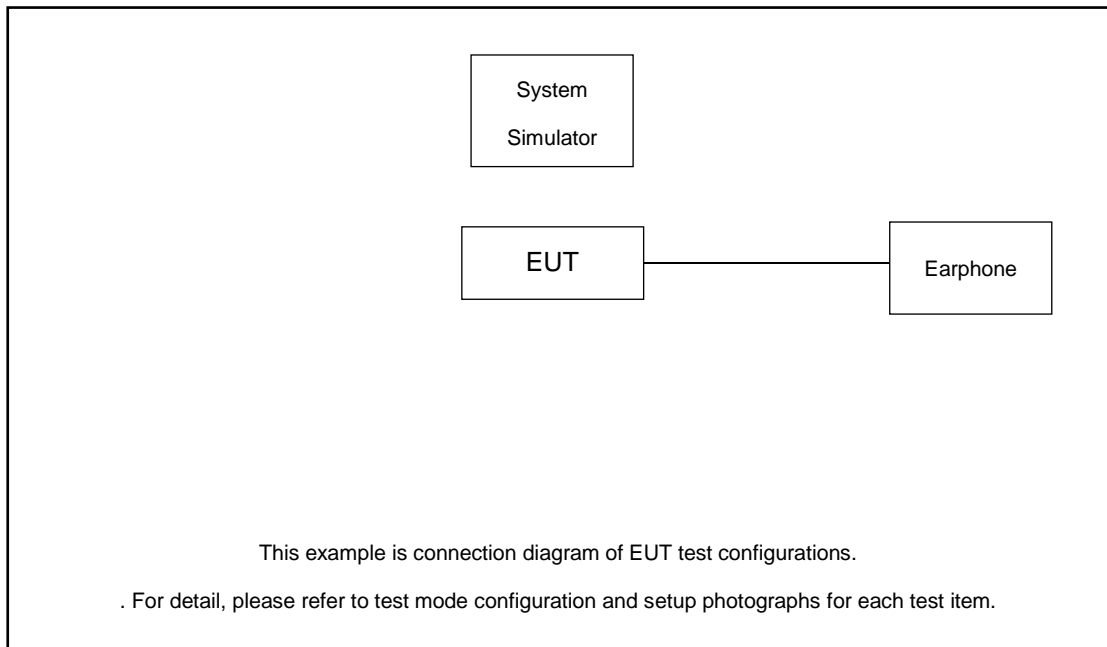 System
Simulator
EUT
Earphone
This example is connection diagram of EUT test configurations.
. For detail, please refer to test mode configuration and setup photographs for each test item.